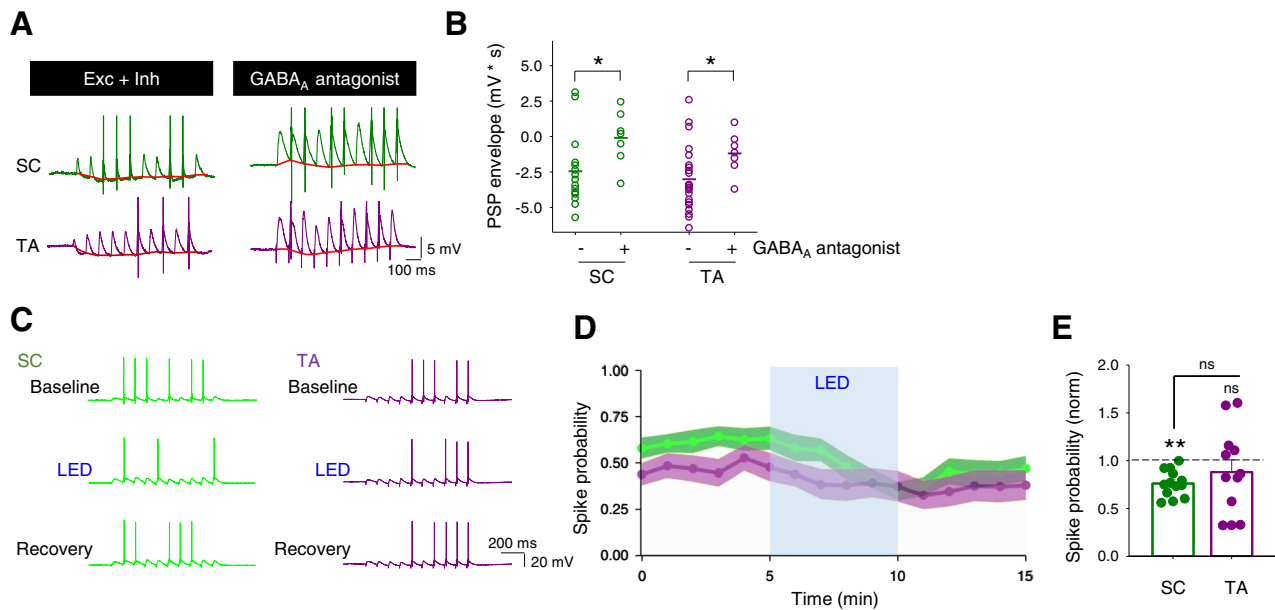 A
Exc + Inh
GABAA antagonist
SC
TA
5 mV
100 ms
B
PSP envelope (mV * s)
5.0
2.5
0.0
-2.5
-5.0
*
*
- + - + GABAA antagonist
SC TA
C
SC
Baseline
LED
Recovery
TA
Baseline
LED
Recovery
200 ms
20 mV
D
Spike probability
1.00
0.75
0.50
0.25
0.00
LED
0 5 10 15
Time (min)
E
Spike probability (norm)
2.0
1.5
1.0
0.5
0.0
ns
ns
**
SC TA